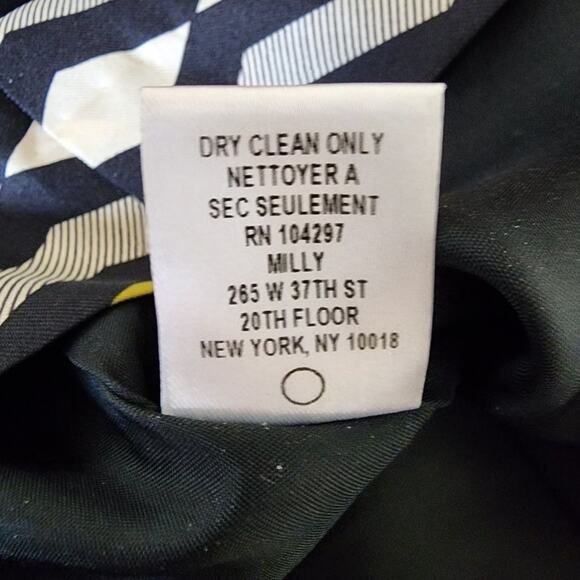 DRY CLEAN ONLY
NETTOYER A
SEC SEULEMENT
RN 104297
MILLY
265 W 37TH ST
20TH FLOOR
NEW YORK, NY 10018